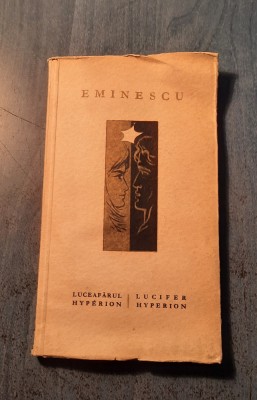 EMINESCU
LUCEAFĂRUL | LUCIFER
HYPÉRION | HYPERION